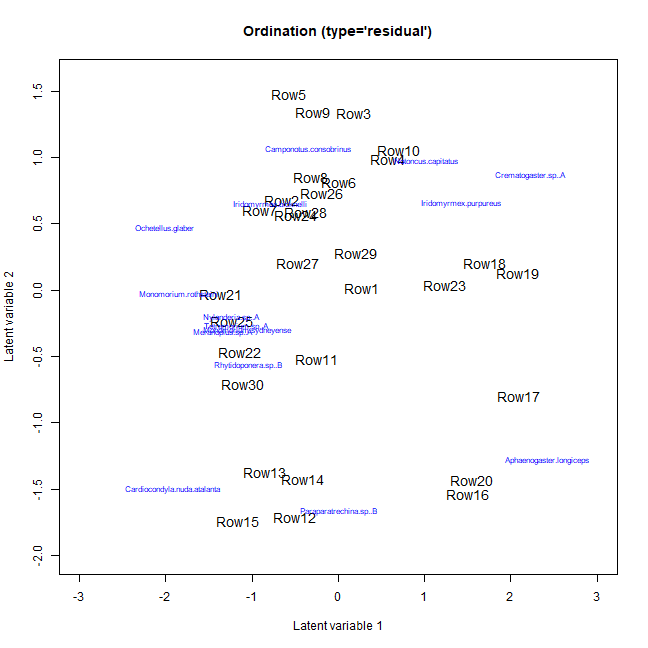 Ordination (type='residual')
Row5
Row9
Row3
Camponotus.consobrinus
Row10
Row4
Notoncus.capitatus
Crematogaster.sp..A
Row8
Row6
Row26
Row2
Iridomyrmex.purpureus
Row7
Row28
Row24
Ochetellus.glaber
Row29
Row27
Row18
Row19
Row23
Row1
Row21
Row25
Row22
Row11
Rhytidoponera.sp..B
Row30
Row17
Aphaenogaster.longiceps
Row13
Row14
Row20
Row16
Cardiocondyla.nuda.atalanta
Paraparatrechina.sp..B
Row12
Row15
1.5
1.0
0.5
0.0
-0.5
-1.0
-1.5
-2.0
Latent variable 2
-3 -2 -1 0 1 2 3
Latent variable 1